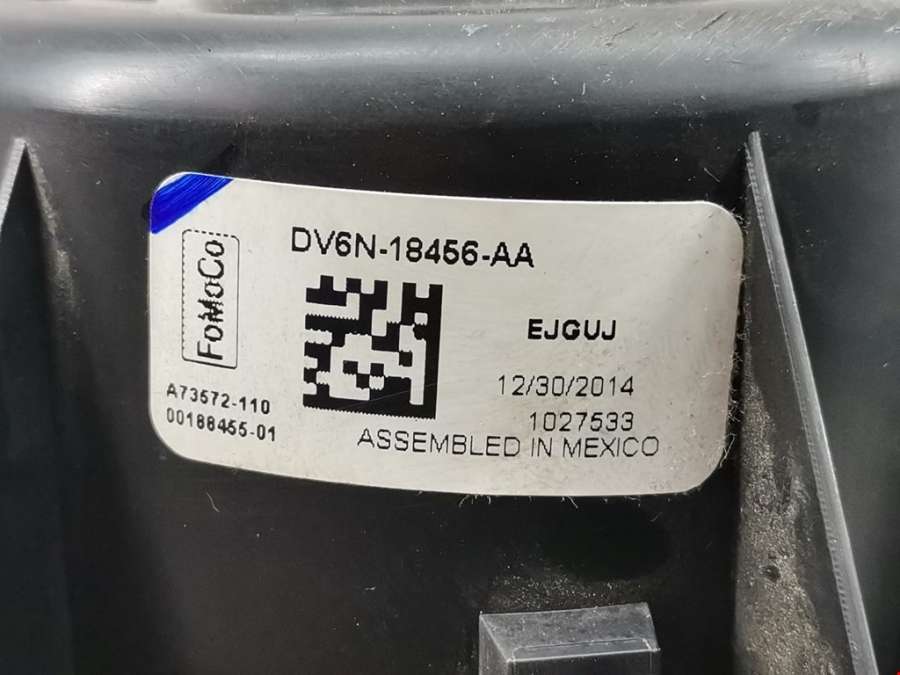 DV6N-18456-AA
FoMoCo
EJGUJ
12/30/2014
1027533
A73572-110
00188455-01
ASSEMBLED IN MEXICO